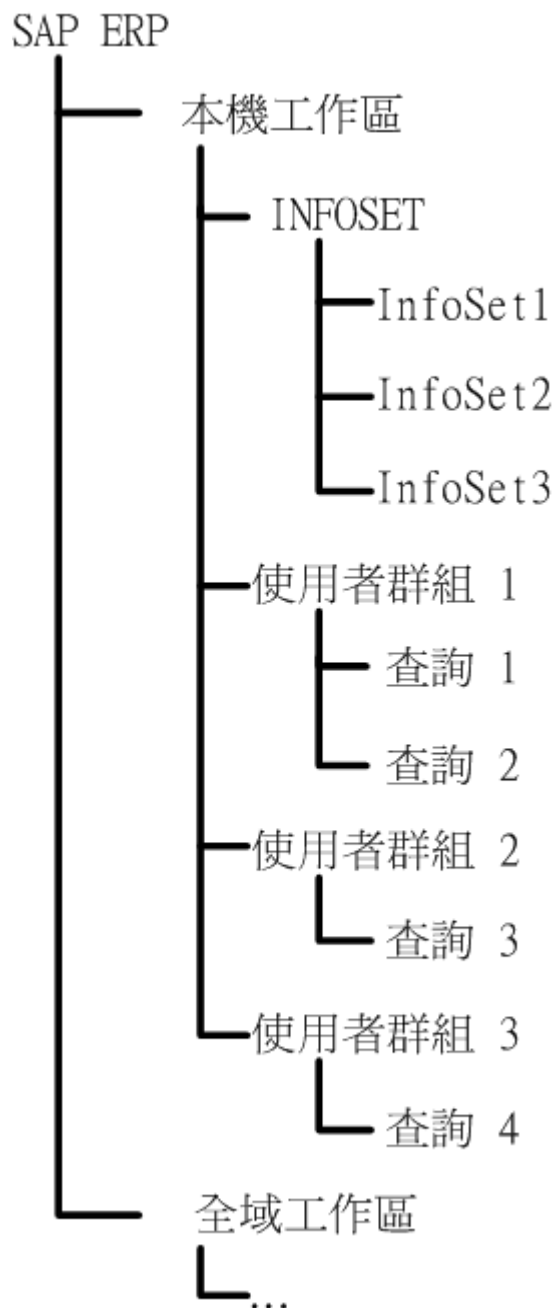 SAP ERP
本機工作區
INFOSET
InfoSet1
InfoSet2
InfoSet3
使用者群組 1
查詢 1
查詢 2
使用者群組 2
查詢 3
使用者群組 3
查詢 4
全域工作區
...